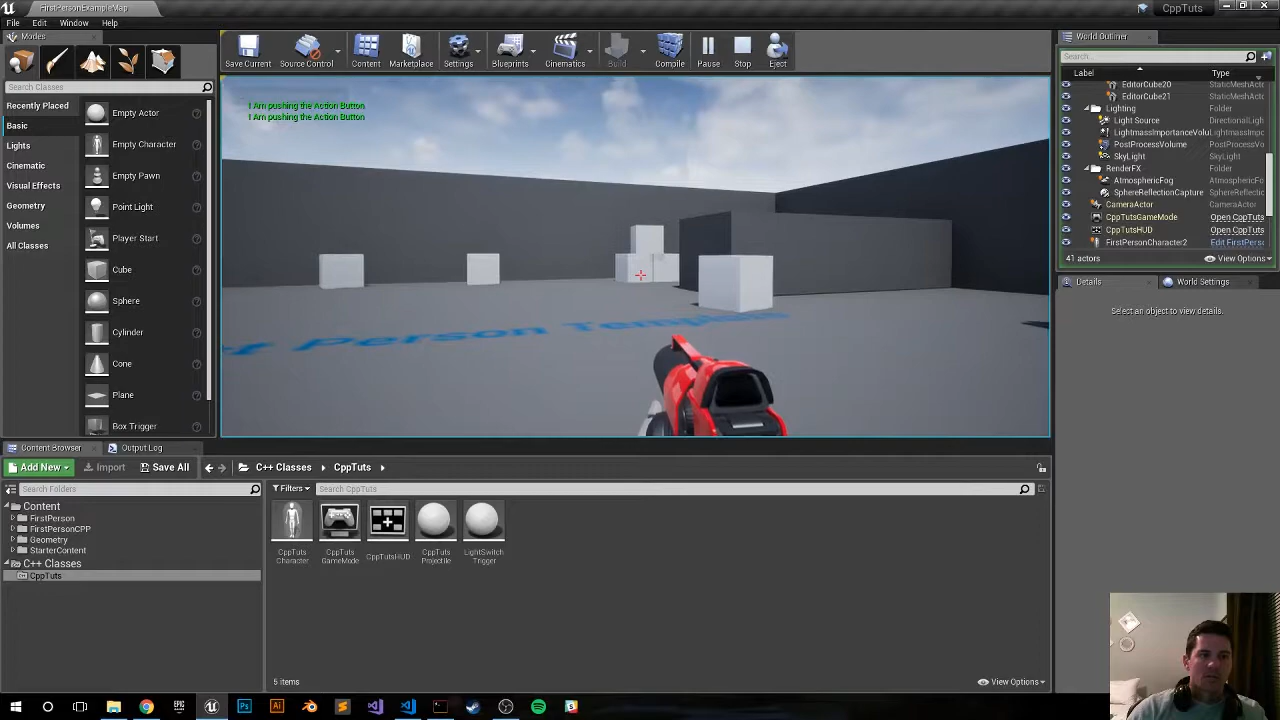 FirstPersonExampleMap
CppTuts
File
Edit
Window
Help
Modes
World Outliner
Save Current
Source Control
Content
Marketplace
Settings
Blueprints
Cinematics
Build
Compile
Pause
Stop
Eject
Search...
Label
Type
Search Classes
Recently Placed
Basic
Lights
Cinematic
Visual Effects
Geometry
Volumes
All Classes
Empty Actor
Empty Character
Empty Pawn
Point Light
Player Start
Cube
Sphere
Cylinder
Cone
Plane
Box Trigger
I Am pushing the Action Button
I Am pushing the Action Button
Person
EditorCube20 StaticMeshActo
EditorCube21 StaticMeshActo
Lighting Folder
Light Source DirectionalLigh
LightmassImportanceVolu LightmassImpor
PostProcessVolume PostProcessVo
SkyLight SkyLight
RenderFX Folder
AtmosphericFog AtmosphericFo
SphereReflectionCapture SphereReflectio
CameraActor CameraActor
CppTutsGameMode Open CppTuts
CppTutsHUD Open CppTuts
FirstPersonCharacter2 Edit FirstPerso
41 actors
View Options
Details
World Settings
Select an object to view details.
Content Browser
Output Log
Add New
Import
Save All
C++ Classes
CppTuts
Search Folders
Filters
Search CppTuts
Content
FirstPerson
FirstPersonCPP
Geometry
StarterContent
C++ Classes
CppTuts
CppTuts
Character
CppTuts
GameMode
CppTutsHUD
CppTuts
Projectile
LightSwitch
Trigger
5 items
View Options